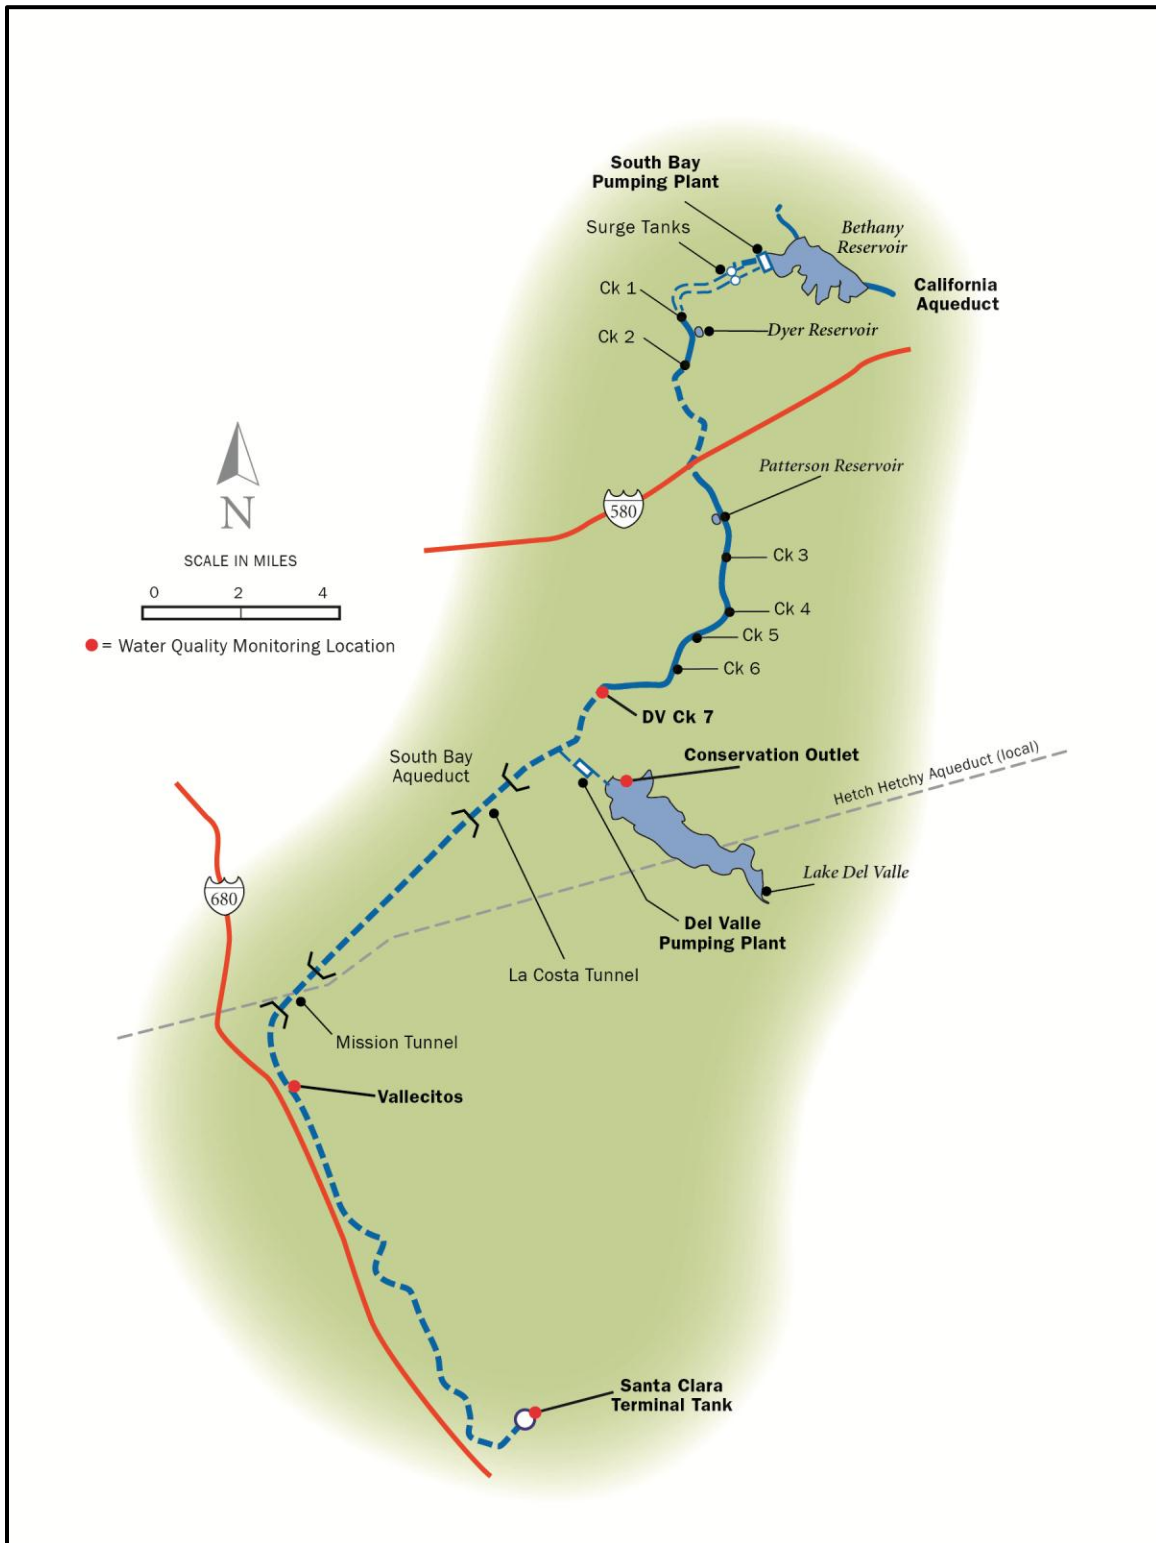 South Bay
Pumping Plant
Surge Tanks
Bethany
Reservoir
California
Aqueduct
Ck 1
Dyer Reservoir
Ck 2
Patterson Reservoir
580
N
SCALE IN MILES
0 2 4
= Water Quality Monitoring Location
Ck 3
Ck 4
Ck 5
Ck 6
DV Ck 7
South Bay
Aqueduct
Conservation Outlet
Hetch Hetchy Aqueduct (local)
Lake Del Valle
680
Del Valle
Pumping Plant
La Costa Tunnel
Mission Tunnel
Vallecitos
Santa Clara
Terminal Tank